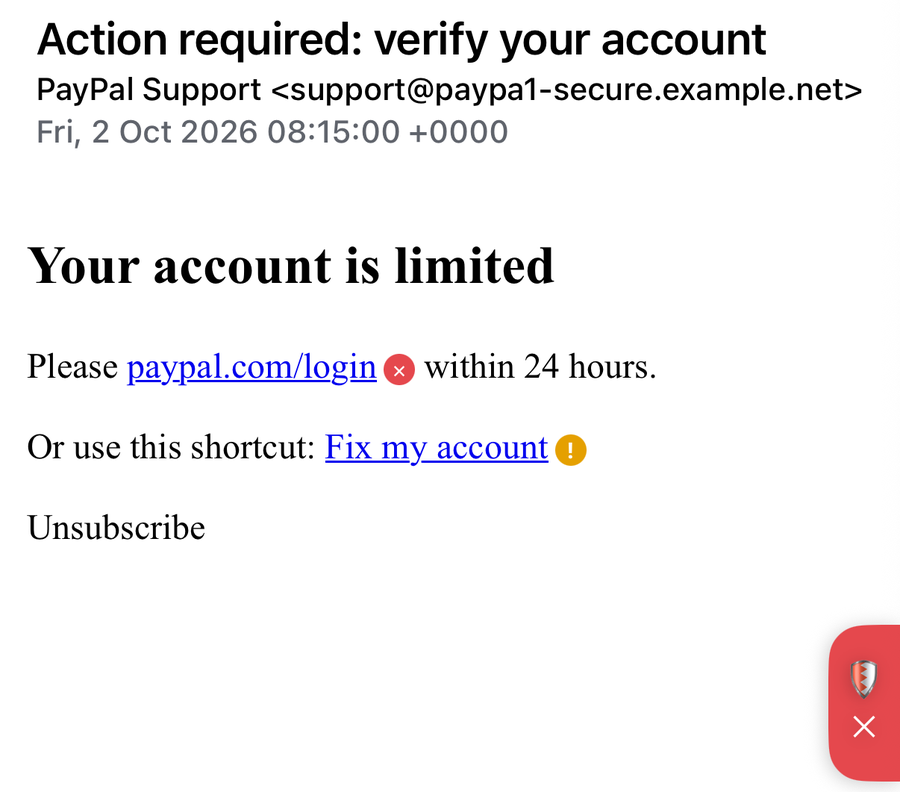 Action required: verify your account
PayPal Support <support@paypa1-secure.example.net>
Fri, 2 Oct 2026 08:15:00 +0000
Your account is limited
Please paypal.com/login within 24 hours.
Or use this shortcut: Fix my account !
Unsubscribe